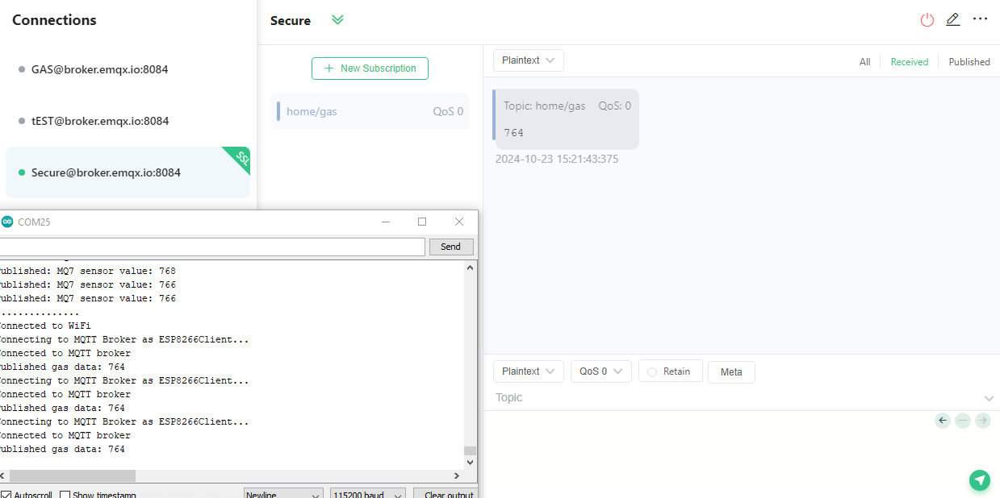 Connections
GAS@broker.emqx.io:8084
tEST@broker.emqx.io:8084
SSL
Secure@broker.emqx.io:8084
Secure
New Subscription
home/gas QoS 0
Plaintext
All Received Published
Topic: home/gas QoS: 0
764
2024-10-23 15:21:43:375
Plaintext QoS 0 Retain Meta
Topic
COM25
Send
ublished: MQ7 sensor value: 768
ublished: MQ7 sensor value: 766
ublished: MQ7 sensor value: 766
..............
onnected to WiFi
onnecting to MQTT Broker as ESP8266Client...
onnected to MQTT broker
ublished gas data: 764
onnecting to MQTT Broker as ESP8266Client...
onnected to MQTT broker
ublished gas data: 764
onnecting to MQTT Broker as ESP8266Client...
onnected to MQTT broker
ublished gas data: 764
Autoscroll Show timestamp Newline 115200 baud Clear output